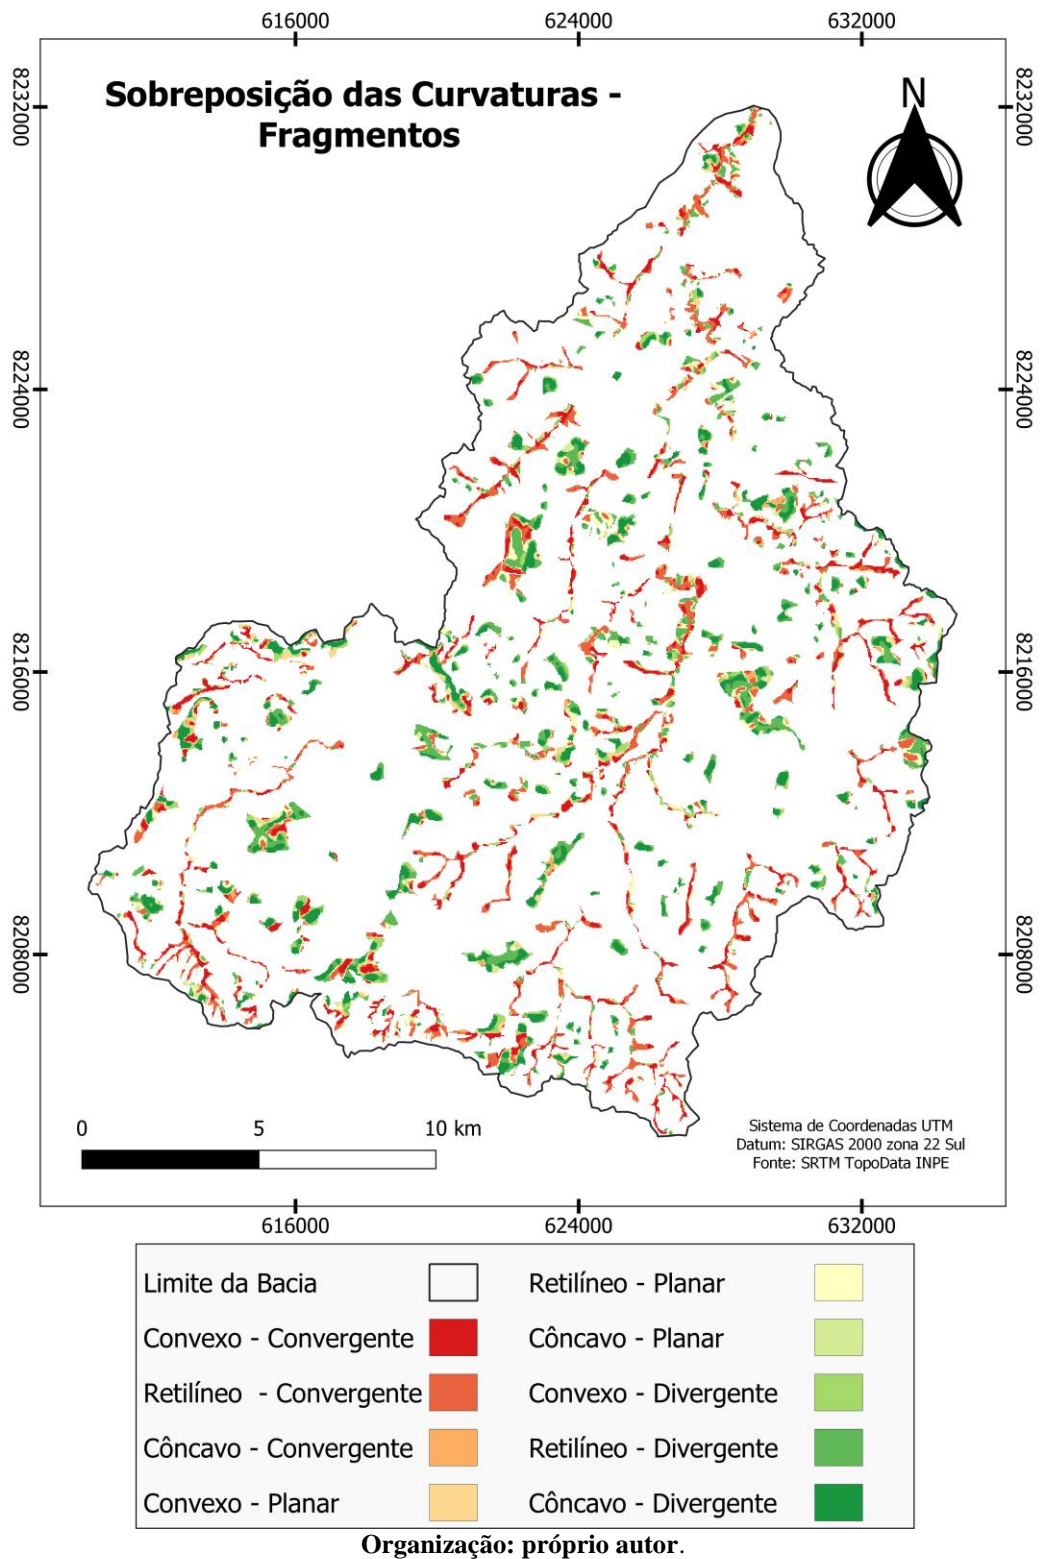 616000 624000 632000
Sobreposição das Curvaturas -
Fragmentos
N
8232000 8232000
8224000 8224000
8216000 8216000
8208000 8208000
0 5 10 km
Sistema de Coordenadas UTM
Datum: SIRGAS 2000 zona 22 Sul
Fonte: SRTM TopoData INPE
616000 624000 632000
Limite da Bacia
Convexo - Convergente
Retilíneo - Convergente
Côncavo - Convergente
Convexo - Planar
Retilíneo - Planar
Côncavo - Planar
Convexo - Divergente
Retilíneo - Divergente
Côncavo - Divergente
Organização: próprio autor.